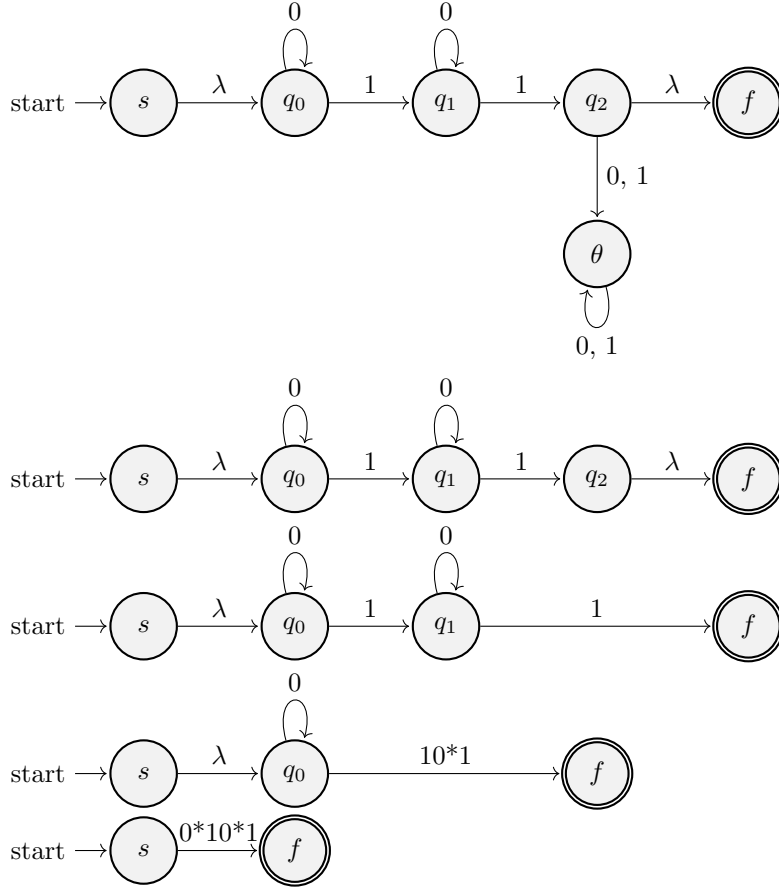 0 0
start s λ q₀ 1 q₁ 1 q₂ λ f
0, 1
θ
0, 1
0 0
start s λ q₀ 1 q₁ 1 q₂ λ f
0 0
start s λ q₀ 1 q₁ 1 f
0
start s λ q₀ 10*1 f
start s 0*10*1 f